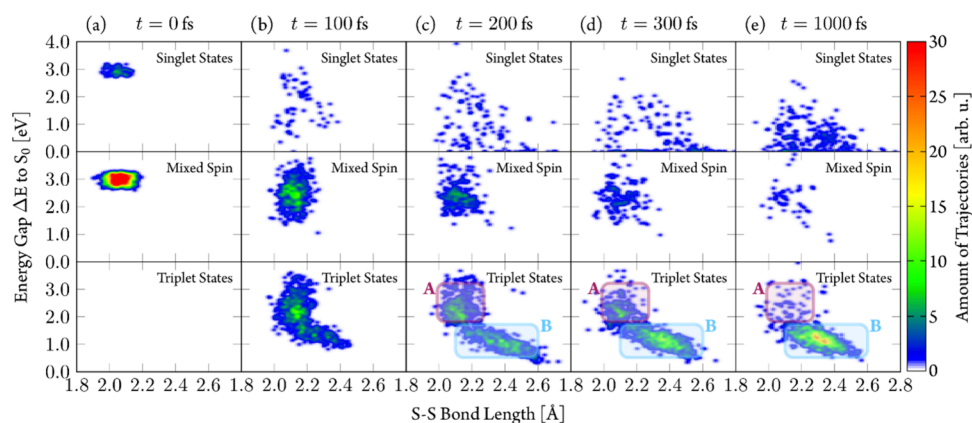 (a) t = 0 fs (b) t = 100 fs (c) t = 200 fs (d) t = 300 fs (e) t = 1000 fs
4.0 Singlet States Singlet States Singlet States Singlet States Singlet States 30
3.0
2.0 25
1.0
0.0 Mixed Spin Mixed Spin Mixed Spin Mixed Spin Mixed Spin 20
3.0
2.0 15
1.0
0.0 Triplet States Triplet States Triplet States Triplet States Triplet States 10
3.0 A A A
2.0 B B B 5
1.0
0.0 0
1.8 2.0 2.2 2.4 2.6 1.8 2.0 2.2 2.4 2.6 1.8 2.0 2.2 2.4 2.6 1.8 2.0 2.2 2.4 2.6 1.8 2.0 2.2 2.4 2.6 2.8
S-S Bond Length [Å]
Energy Gap ΔE to S₀ [eV]
Amount of Trajectories [arb. u.]